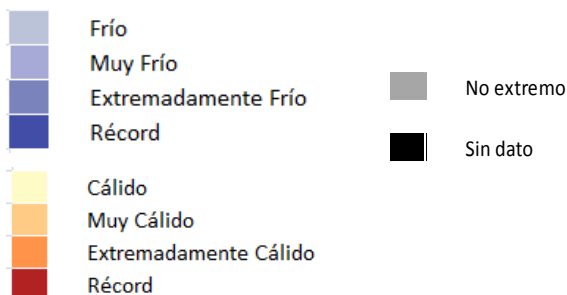 Frío
Muy Frío
Extremadamente Frío
Récord
Cálido
Muy Cálido
Extremadamente Cálido
Récord
No extremo
Sin dato